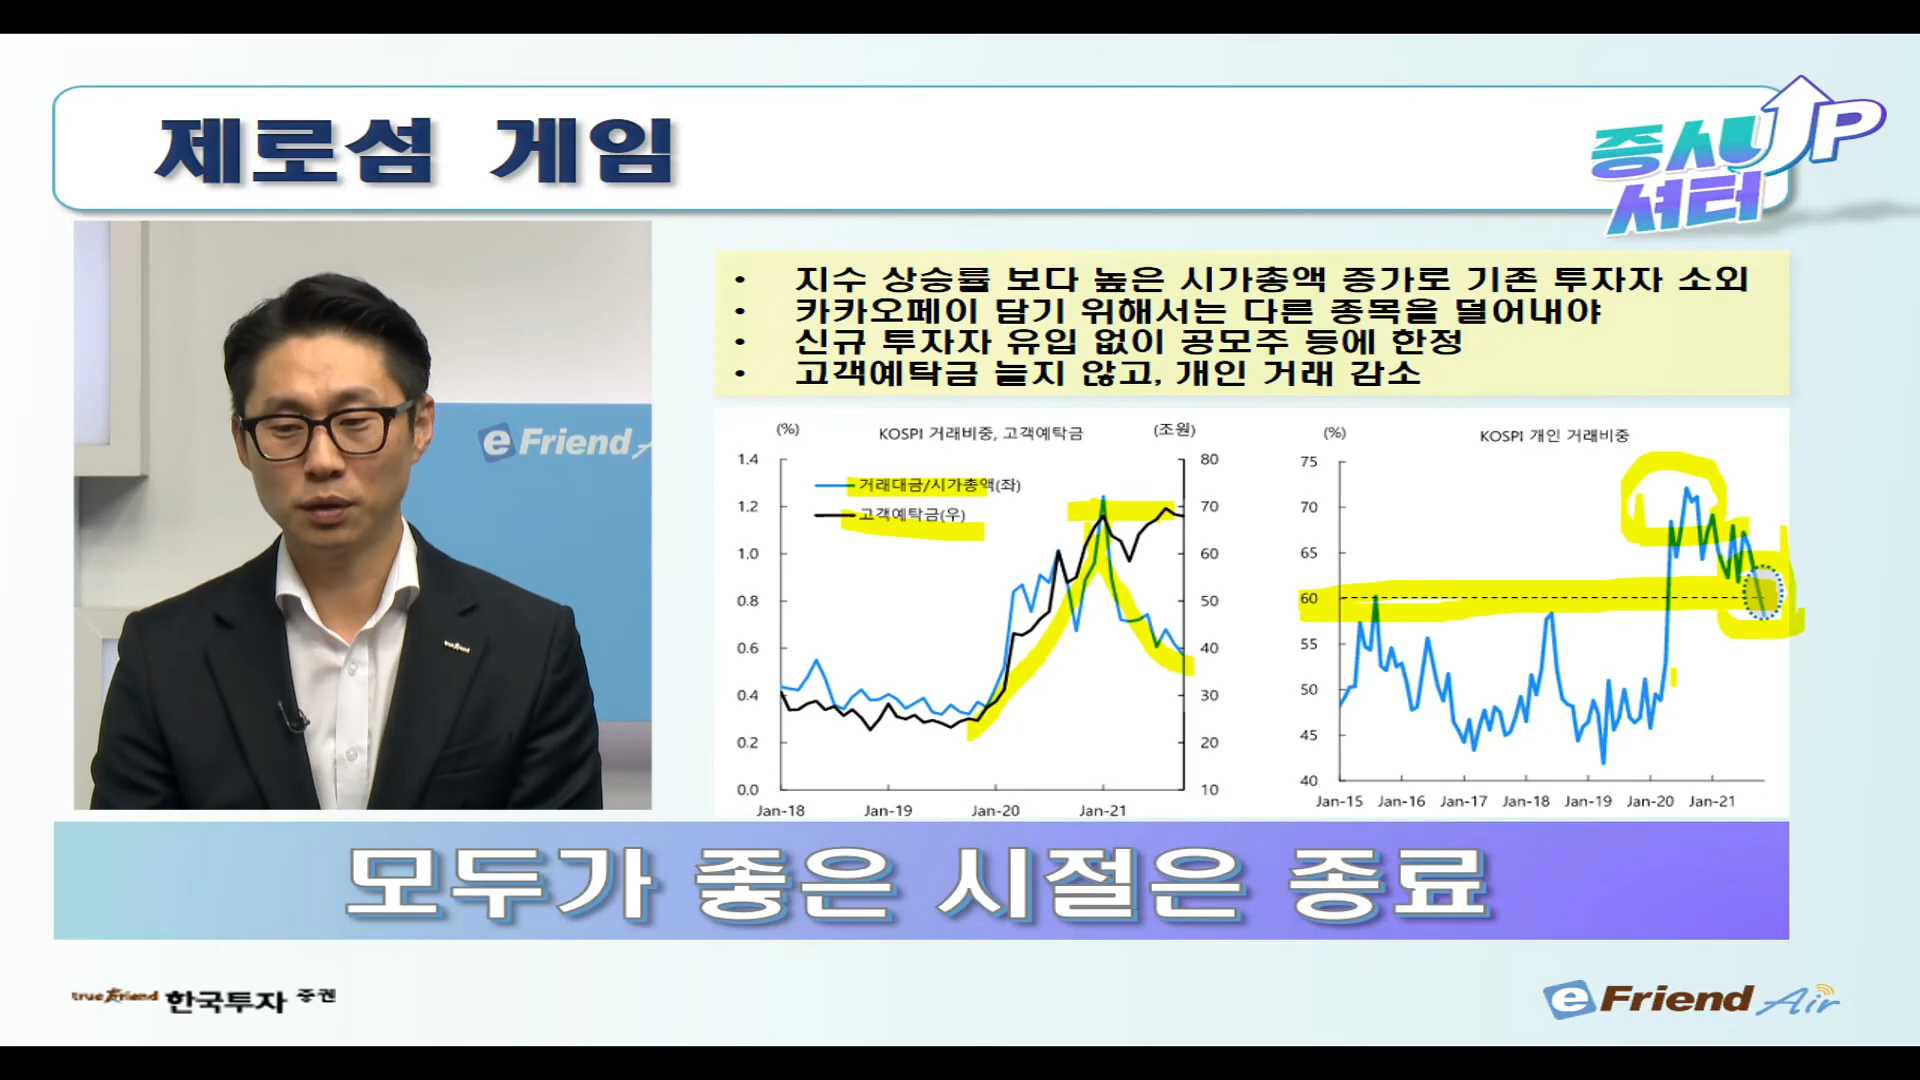 제로섬 게임
증시 UP
셔터
e Friend
• 지수 상승률 보다 높은 시가총액 증가로 기존 투자자 소외
• 카카오페이 담기 위해서는 다른 종목을 덜어내야
• 신규 투자자 유입 없이 공모주 등에 한정
• 고객예탁금 늘지 않고, 개인 거래 감소
(%) KOSPI 거래비중, 고객예탁금 (조원)
거래대금/시가총액(좌)
고객예탁금(우)
1.4
1.2
1.0
0.8
0.6
0.4
0.2
0.0
80
70
60
50
40
30
20
10
Jan-18 Jan-19 Jan-20 Jan-21
(%) KOSPI 개인 거래비중
75
70
65
60
55
50
45
40
Jan-15 Jan-16 Jan-17 Jan-18 Jan-19 Jan-20 Jan-21
모두가 좋은 시절은 종료
true Friend 한국투자 증권
e Friend Air